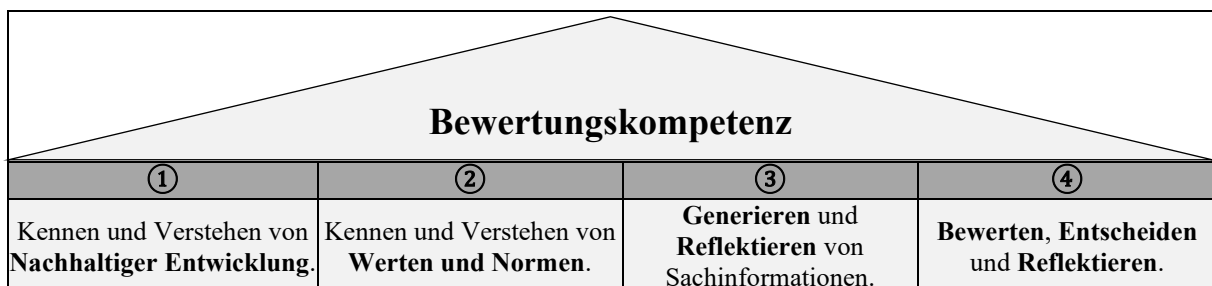 Bewertungskompetenz
① ② ③ ④
Kennen und Verstehen von
Nachhaltiger Entwicklung.
Kennen und Verstehen von
Werten und Normen.
Generieren und
Reflektieren von
Sachinformationen.
Bewerten, Entscheiden
und Reflektieren.